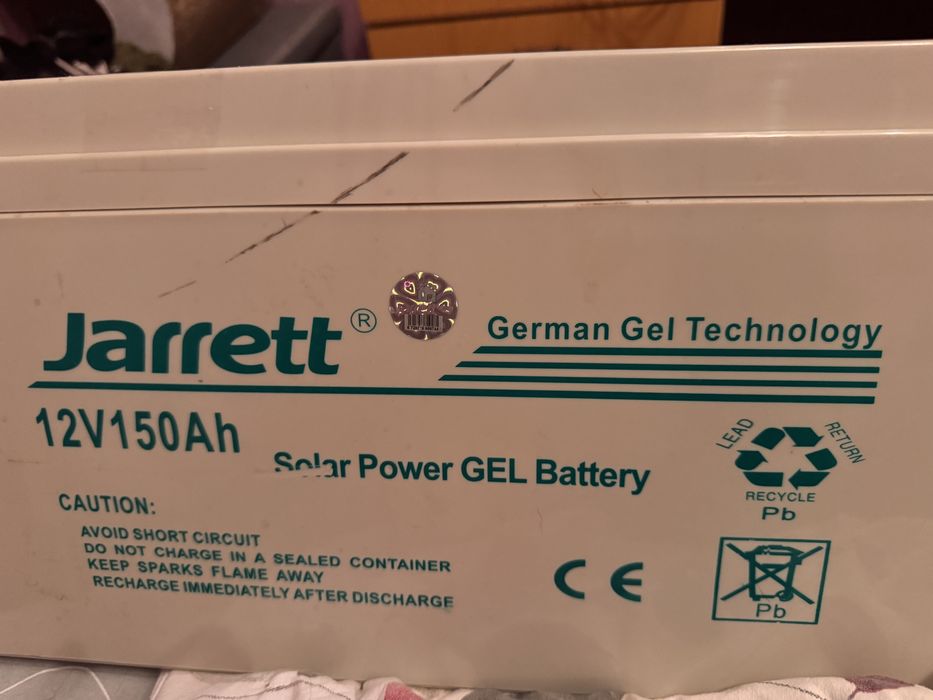 Jarrett®
German Gel Technology
12V150Ah
Solar Power GEL Battery
LEAD
RETURN
RECYCLE
Pb
CAUTION:
AVOID SHORT CIRCUIT
DO NOT CHARGE IN A SEALED CONTAINER
KEEP SPARKS FLAME AWAY
RECHARGE IMMEDIATELY AFTER DISCHARGE
CE
Pb